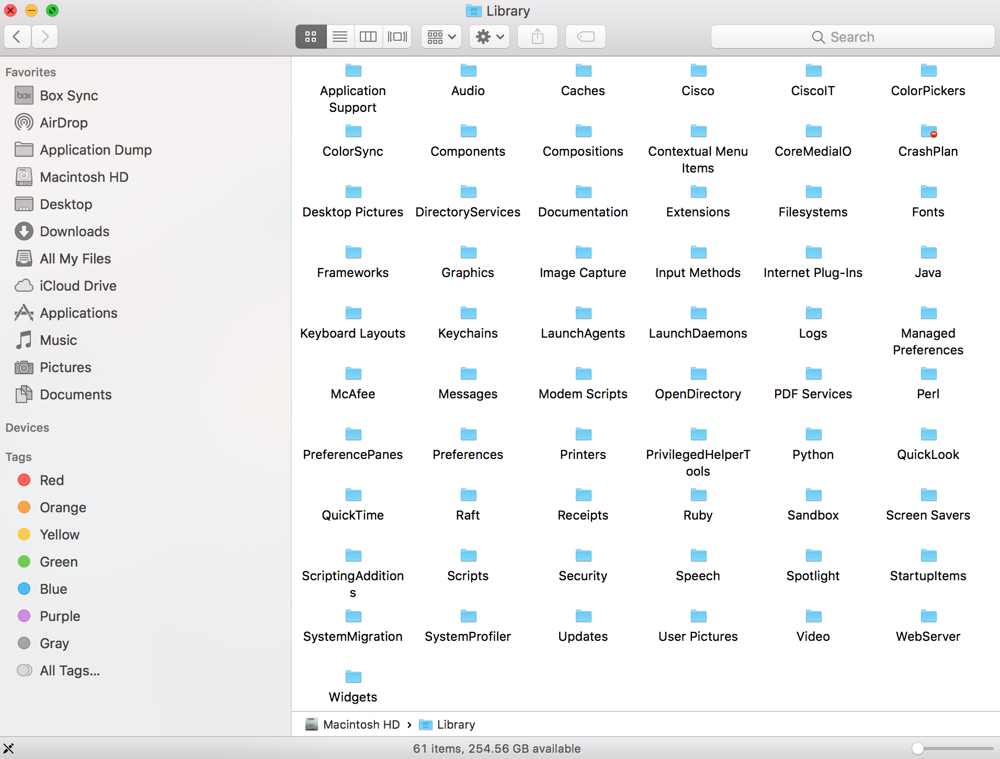 Library
Search
Favorites
box Box Sync
AirDrop
Application Dump
Macintosh HD
Desktop
Downloads
All My Files
iCloud Drive
Applications
Music
Pictures
Documents
Devices
Tags
Red
Orange
Yellow
Green
Blue
Purple
Gray
All Tags...
Application Audio Caches Cisco CiscoIT ColorPickers
Support
ColorSync Components Compositions Contextual Menu CoreMediaIO CrashPlan
Items
Desktop Pictures DirectoryServices Documentation Extensions Filesystems Fonts
Frameworks Graphics Image Capture Input Methods Internet Plug-Ins Java
Keyboard Layouts Keychains LaunchAgents LaunchDaemons Logs Managed
Preferences
McAfee Messages Modem Scripts OpenDirectory PDF Services Perl
PreferencePanes Preferences Printers PrivilegedHelperT Python QuickLook
ools
QuickTime Raft Receipts Ruby Sandbox Screen Savers
ScriptingAddition Scripts Security Speech Spotlight StartupItems
s
SystemMigration SystemProfiler Updates User Pictures Video WebServer
Widgets
Macintosh HD › Library
61 items, 254.56 GB available